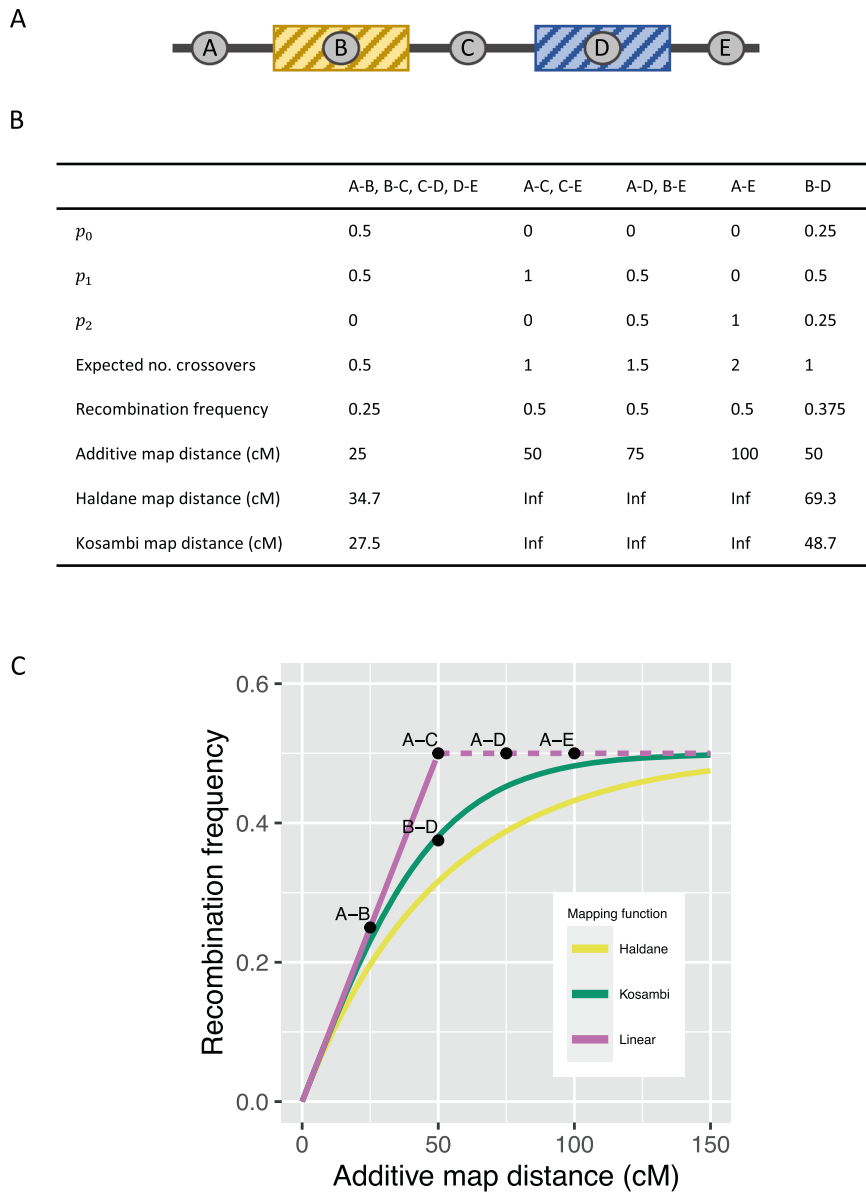 A
A B C D E
B
A-B, B-C, C-D, D-E A-C, C-E A-D, B-E A-E B-D
p₀ 0.5 0 0 0 0.25
p₁ 0.5 1 0.5 0 0.5
p₂ 0 0 0.5 1 0.25
Expected no. crossovers 0.5 1 1.5 2 1
Recombination frequency 0.25 0.5 0.5 0.5 0.375
Additive map distance (cM) 25 50 75 100 50
Haldane map distance (cM) 34.7 Inf Inf Inf 69.3
Kosambi map distance (cM) 27.5 Inf Inf Inf 48.7
C
Recombination frequency
0.6
0.4
0.2
0.0
A–C A–D A–E
B–D
A–B
Mapping function
Haldane
Kosambi
Linear
0 50 100 150
Additive map distance (cM)